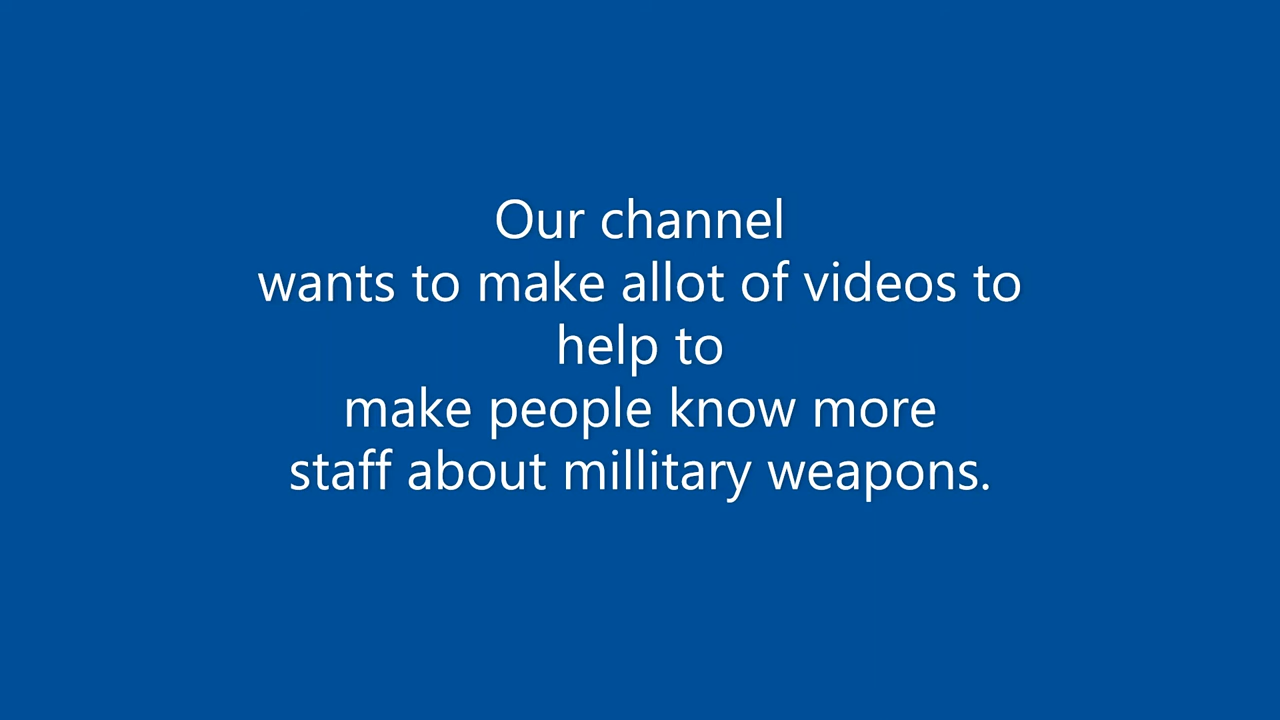 Our channel
wants to make allot of videos to
help to
make people know more
staff about millitary weapons.